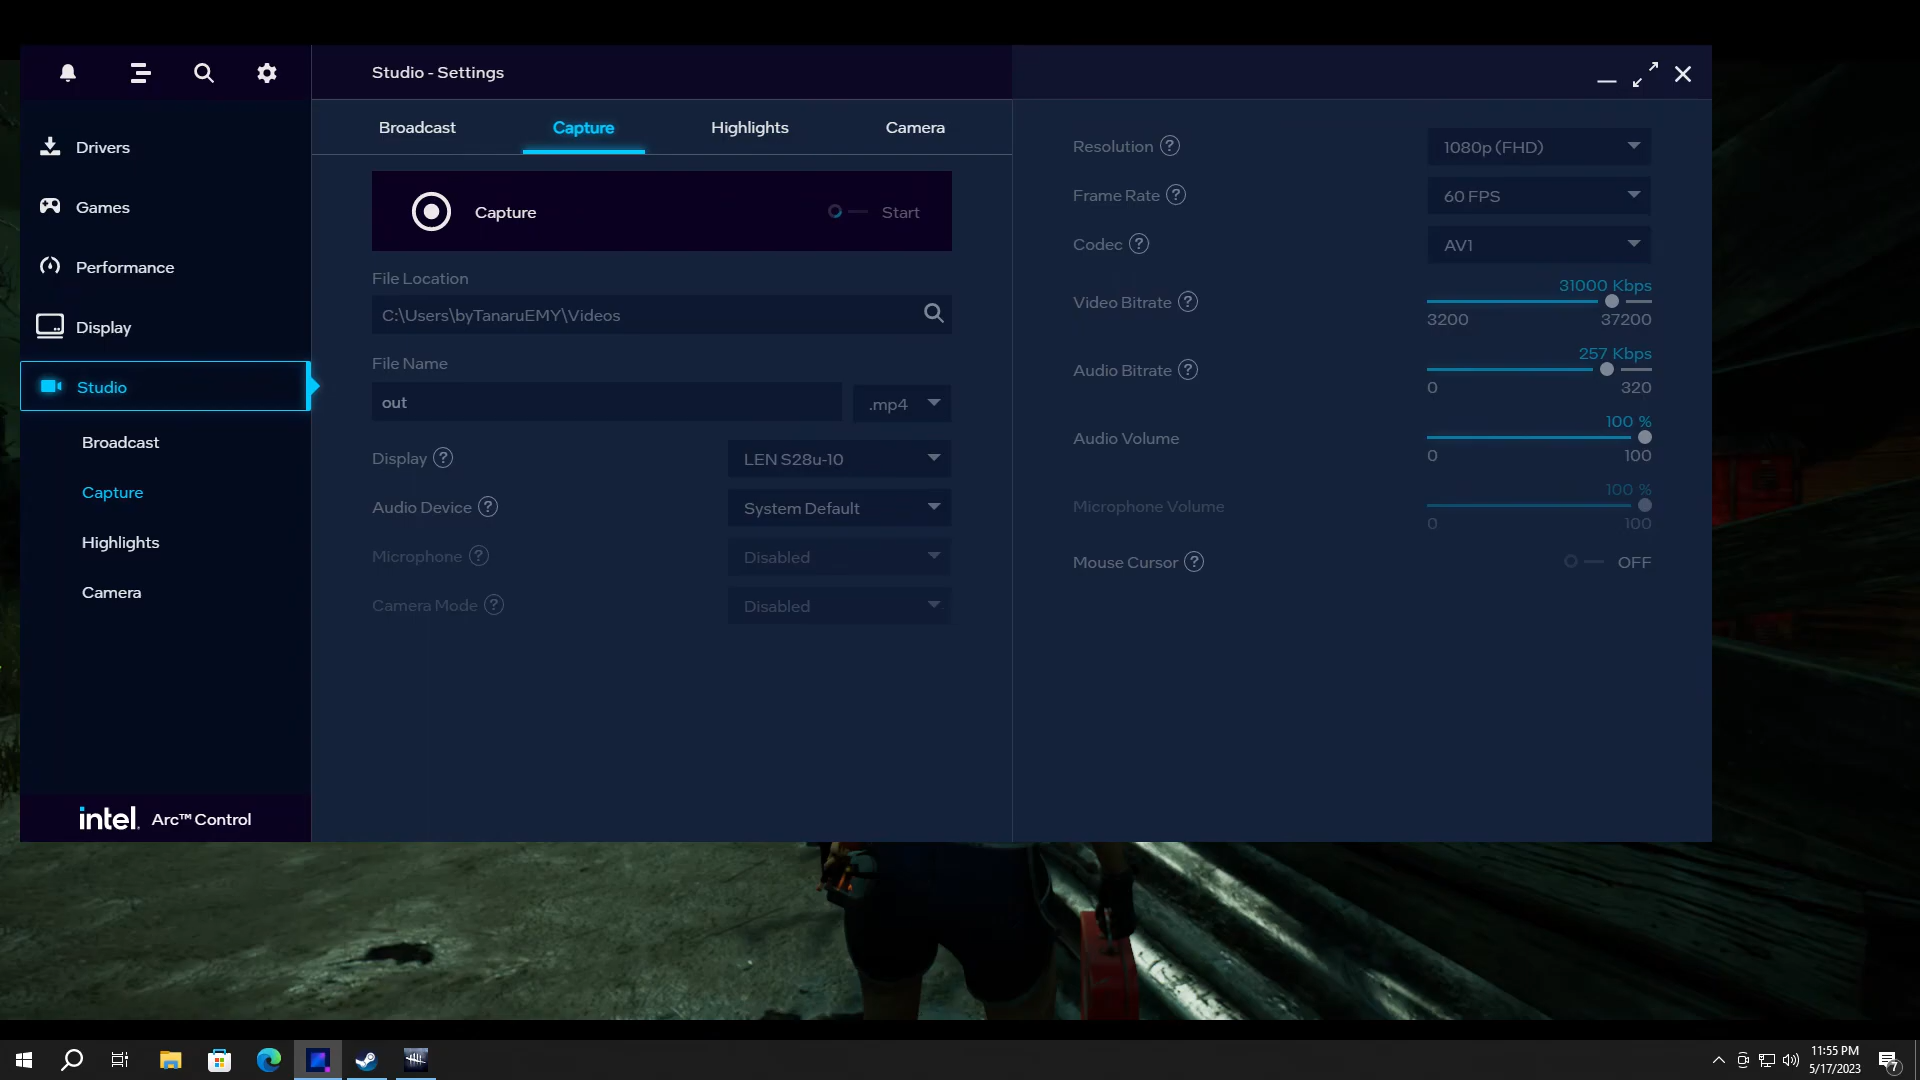 Studio - Settings
Drivers
Games
Performance
Display
Studio
Broadcast
Capture
Highlights
Camera
intel. Arc™ Control
Broadcast Capture Highlights Camera
Capture Start
File Location
C:\Users\byTanaruEMY\Videos
File Name
out .mp4
Display ? LEN S28u-10
Audio Device ? System Default
Microphone ? Disabled
Camera Mode ? Disabled
Resolution ? 1080p (FHD)
Frame Rate ? 60 FPS
Codec ? AV1
31000 Kbps
Video Bitrate ?
3200 37200
257 Kbps
Audio Bitrate ?
0 320
100 %
Audio Volume
0 100
100 %
Microphone Volume
0 100
Mouse Cursor ? OFF
11:55 PM
5/17/2023
7